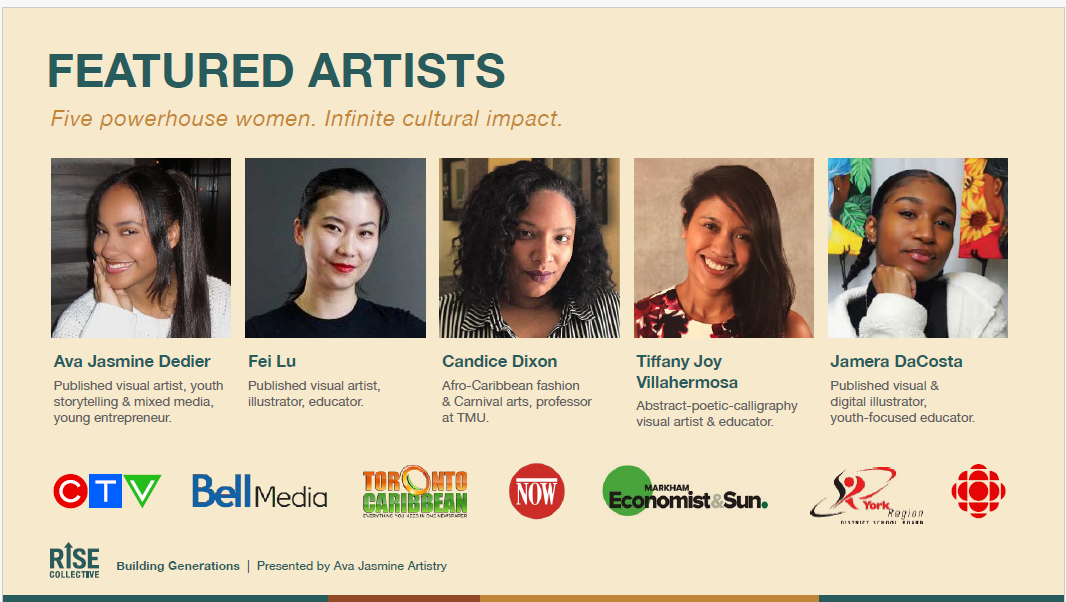 FEATURED ARTISTS
Five powerhouse women. Infinite cultural impact.
Ava Jasmine Dedier
Published visual artist, youth
storytelling & mixed media,
young entrepreneur.
Fei Lu
Published visual artist,
illustrator, educator.
Candice Dixon
Afro-Caribbean fashion
& Carnival arts, professor
at TMU.
Tiffany Joy
Villahermosa
Abstract-poetic-calligraphy
visual artist & educator.
Jamera DaCosta
Published visual &
digital illustrator,
youth-focused educator.
CTV
Bell Media
TORONTO
CARIBBEAN
EVERYTHING YOU NEED IN ONE NEWSPAPER
NOW
MARKHAM
Economist&Sun.
York Region
DISTRICT SCHOOL BOARD
RISE
COLLECTIVE
Building Generations | Presented by Ava Jasmine Artistry